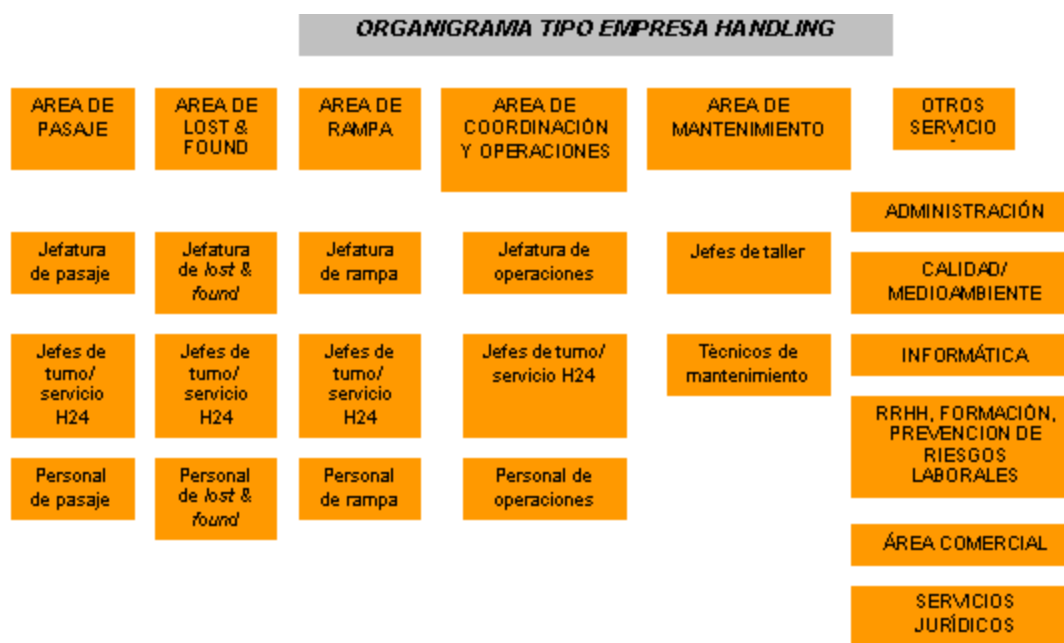 ORGANIGRAMA TIPO EMPRESA HANDLING
AREA DE
PASAJE
AREA DE
LOST &
FOUND
AREA DE
RAMPA
AREA DE
COORDINACIÓN
Y OPERACIONES
AREA DE
MANTENIMIENTO
OTROS
SERVICIO
Jefatura
de pasaje
Jefatura
de lost &
found
Jefatura
de rampa
Jefatura de
operaciones
Jefes de taller
Jefes de
turno/
servicio
H24
Jefes de
turno/
servicio
H24
Jefes de
turno/
servicio
H24
Jefes de turno/
servicio H24
Técnicos de
mantenimiento
Personal
de pasaje
Personal
de lost &
found
Personal
de rampa
Personal de
operaciones
ADMINISTRACIÓN
CALIDAD/
MEDIOAMBIENTE
INFORMÁTICA
RRHH, FORMACIÓN,
PREVENCION DE
RIESGOS
LABORALES
ÁREA COMERCIAL
SERVICIOS
JURÍDICOS